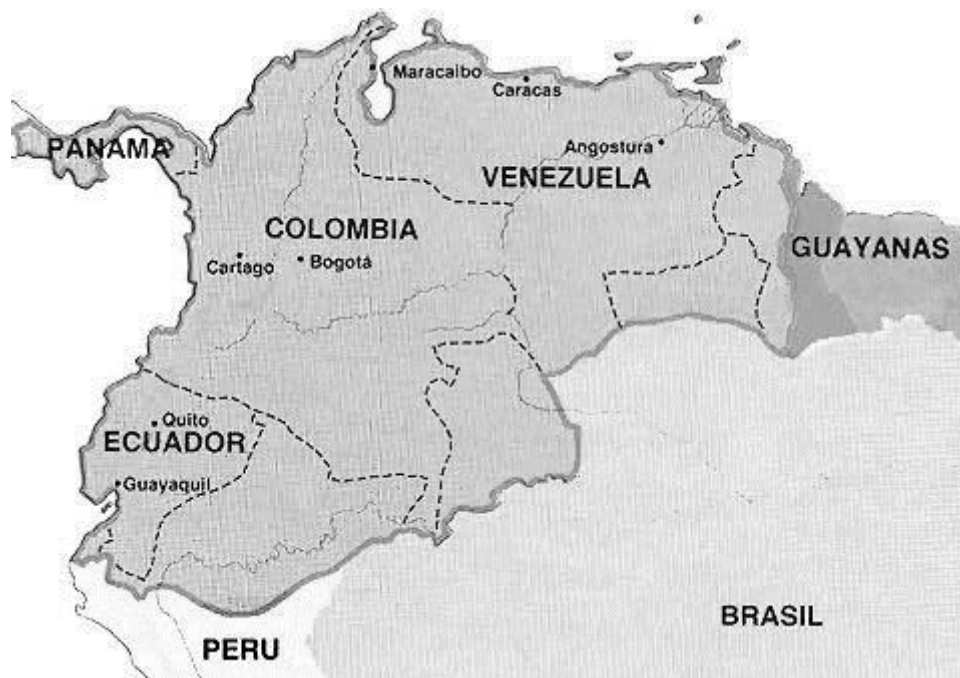 Maracaibo
Caracas
PANAMA
Angostura
VENEZUELA
COLOMBIA
GUAYANAS
Cartago
Bogotá
Quito
ECUADOR
Guayaquil
BRASIL
PERU